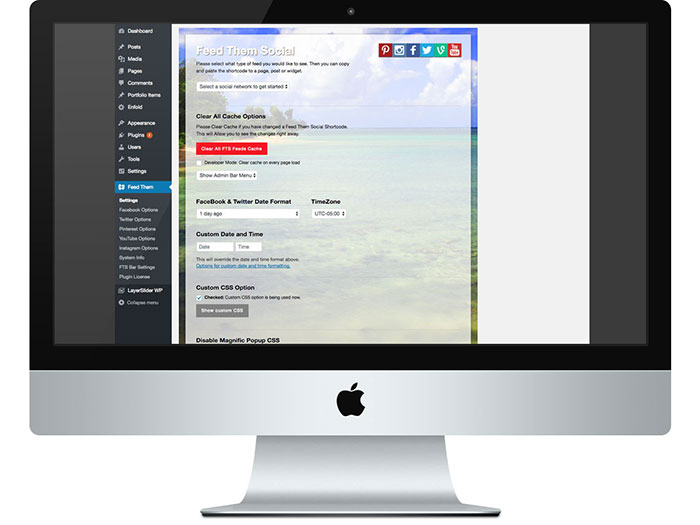 Dashboard
Posts
Media
Pages
Comments
Portfolio Items
Enfold
Appearance
Plugins 1
Users
Tools
Settings
Feed Them
Settings
Facebook Options
Twitter Options
Pinterest Options
YouTube Options
Instagram Options
System Info
FTS Bar Settings
Plugin License
LayerSlider WP
Collapse menu
Feed Them Social
Please select what type of feed you would like to see. Then you can copy
and paste the shortcode to a page, post or widget.
Select a social network to get started
You
Tube
Clear All Cache Options
Please Clear Cache if you have changed a Feed Them Social Shortcode.
This will Allow you to see the changes right away.
Clear All FTS Feeds Cache
Developer Mode: Clear cache on every page load
Show Admin Bar Menu
FaceBook & Twitter Date Format
TimeZone
1 day ago
UTC-05:00
Custom Date and Time
Date
Time
This will override the date and time format above.
Options for custom date and time formatting.
Custom CSS Option
Checked: Custom CSS option is being used now.
Show custom CSS
Disable Magnific Popup CSS